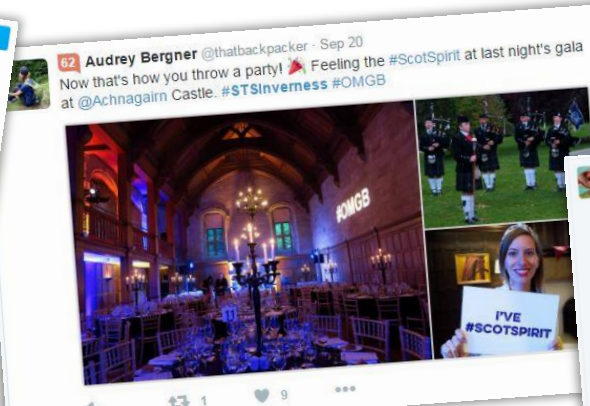 62 Audrey Bergner @thatbackpacker · Sep 20
Now that's how you throw a party! 🎉 Feeling the #ScotSpirit at last night's gala
at @Achnagairn Castle. #STSInverness #OMGB
#OMGB
11
I'VE
#SCOTSPIRIT
1 9